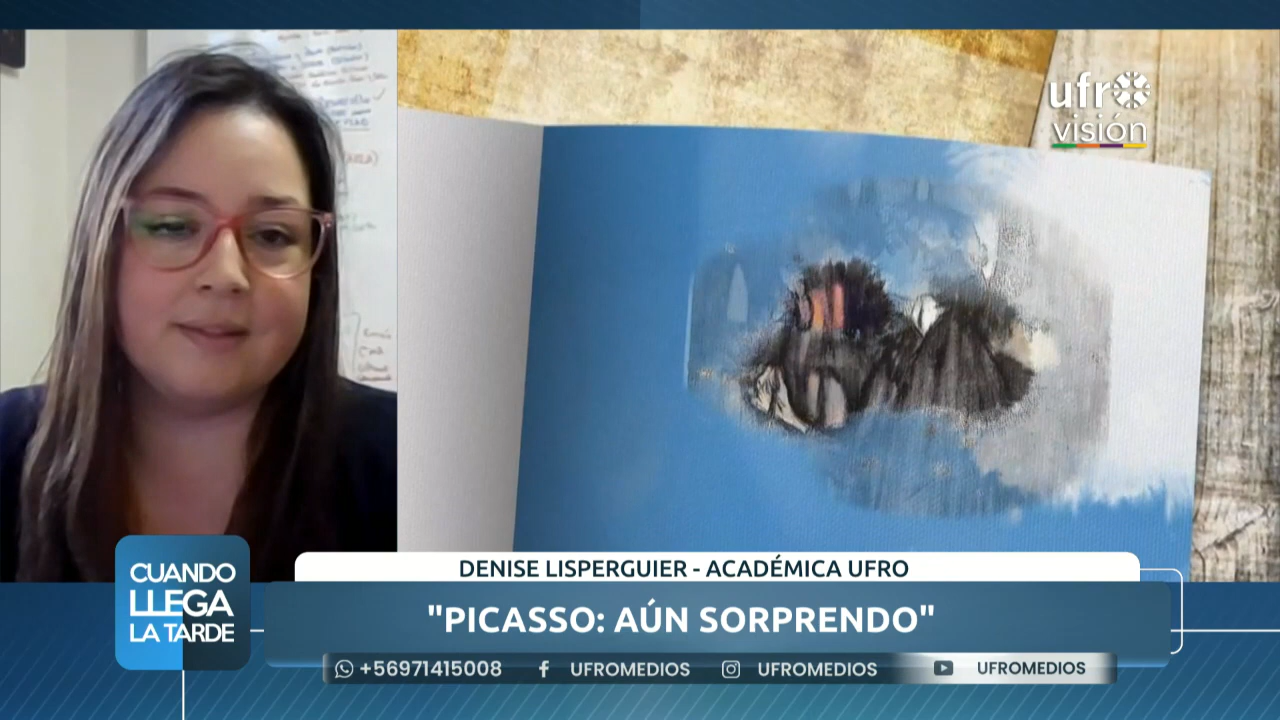 ufro
visión
DENISE LISPERGUIER - ACADÉMICA UFRO
"PICASSO: AÚN SORPRENDO"
CUANDO
LLEGA
LA TARDE
+56971415008 UFROMEDIOS UFROMEDIOS UFROMEDIOS